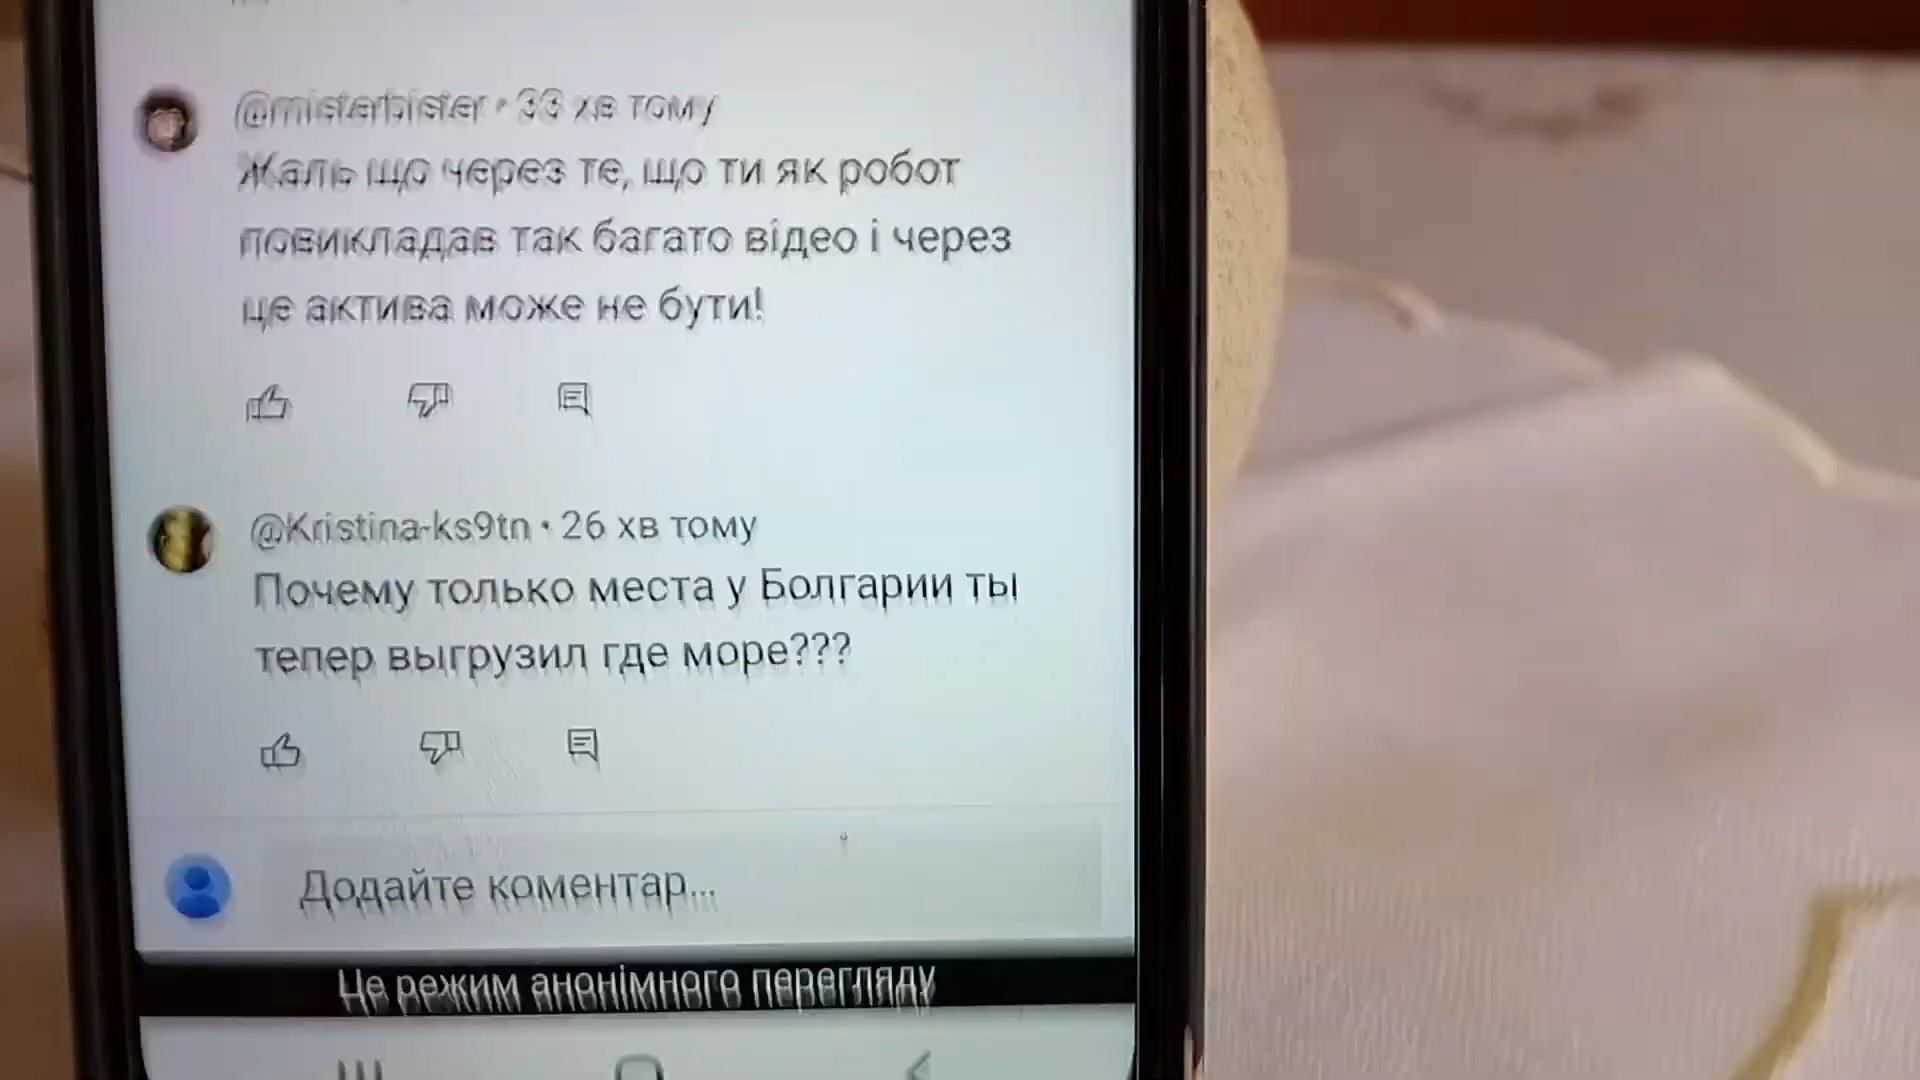 @misterbister • 33 хв тому
Жаль що через те, що ти як робот
повикладав так багато відео і через
це актива може не бути!
@Kristina-ks9tn • 26 хв тому
Почему только места у Болгарии ты
тепер выгрузил где море???
Додайте коментар...
Це режим анонімного перегляду